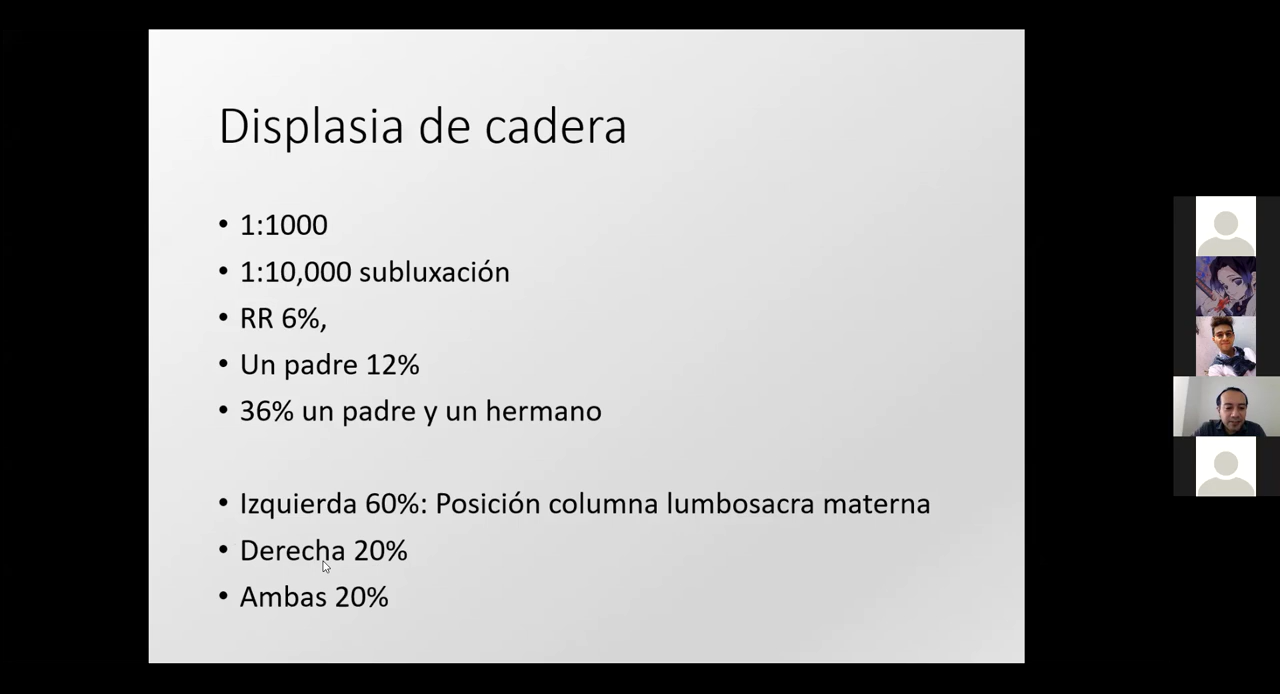 Displasia de cadera
• 1:1000
• 1:10,000 subluxación
• RR 6%,
• Un padre 12%
• 36% un padre y un hermano
• Izquierda 60%: Posición columna lumbosacra materna
• Derecha 20%
• Ambas 20%